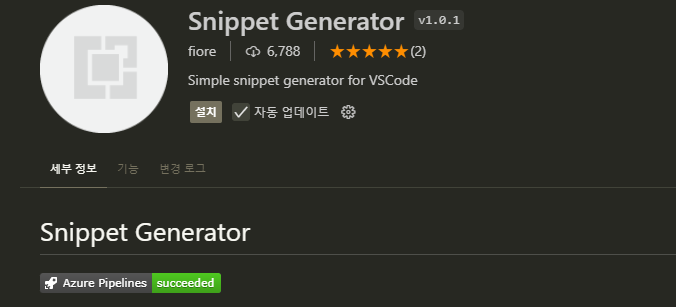 Snippet Generator v1.0.1
fiore 6,788 ★★★★★(2)
Simple snippet generator for VSCode
설치 자동 업데이트
세부 정보 기능 변경 로그
Snippet Generator
Azure Pipelines succeeded